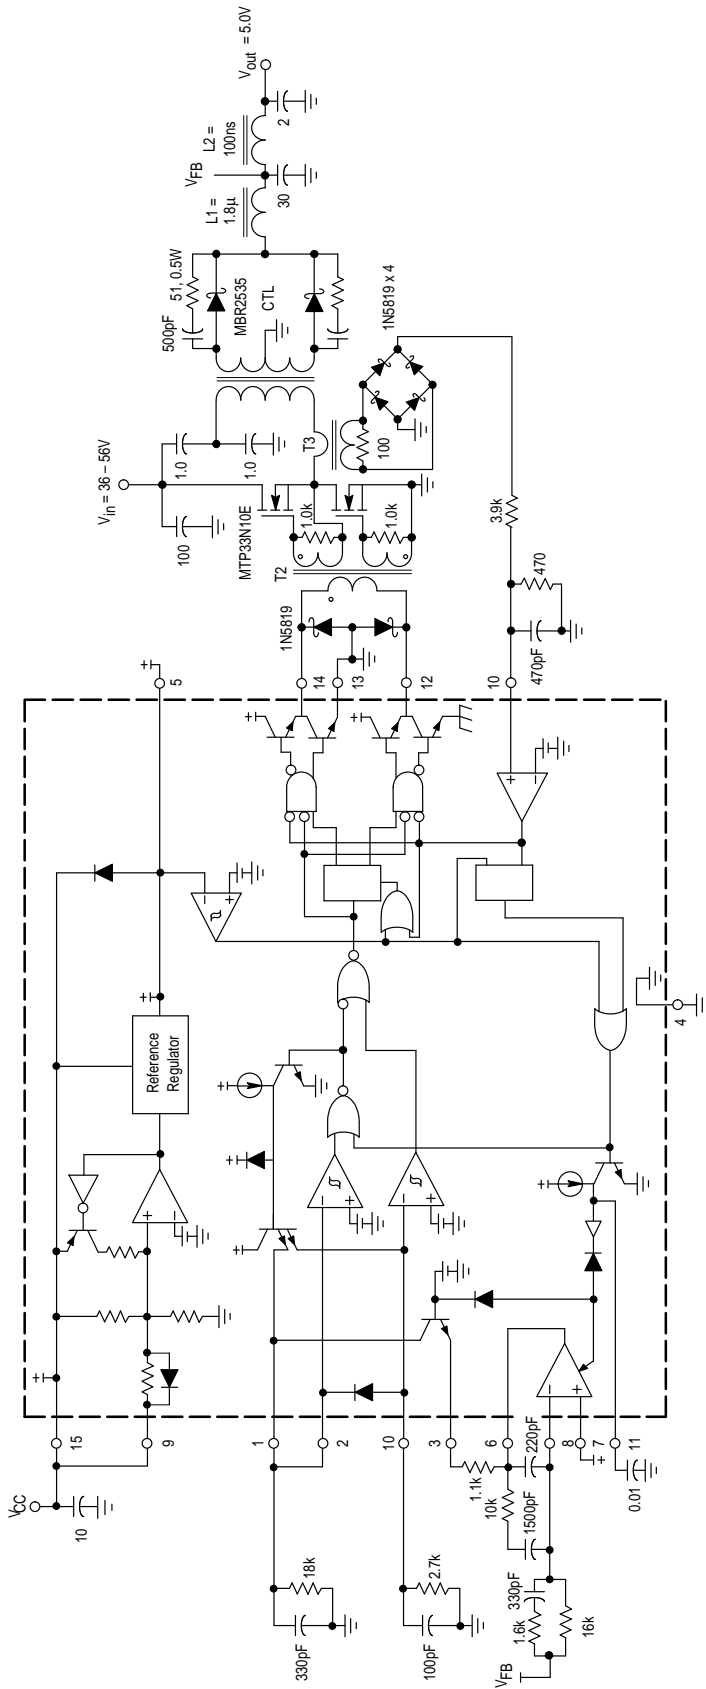 VCC
10
15
9
Reference
Regulator
5
Vin = 36 – 56V
100
1.0
1.0
500pF
51, 0.5W
MBR2535
CTL
L1 =
1.8µ
VFB
30
L2 =
100ns
2
Vout = 5.0V
MTP33N10E
T2
1.0k
1.0k
T3
100
1N5819 x 4
1N5819
14
13
12
10
3.9k
470
470pF
4
1
2
10
3
6
8
7
11
330pF
18k
100pF
2.7k
1.1k
10k
220pF
1500pF
330pF
1.6k
16k
VFB
0.01
+
–
–
+
–
+
–
+
+
–
–
+
+